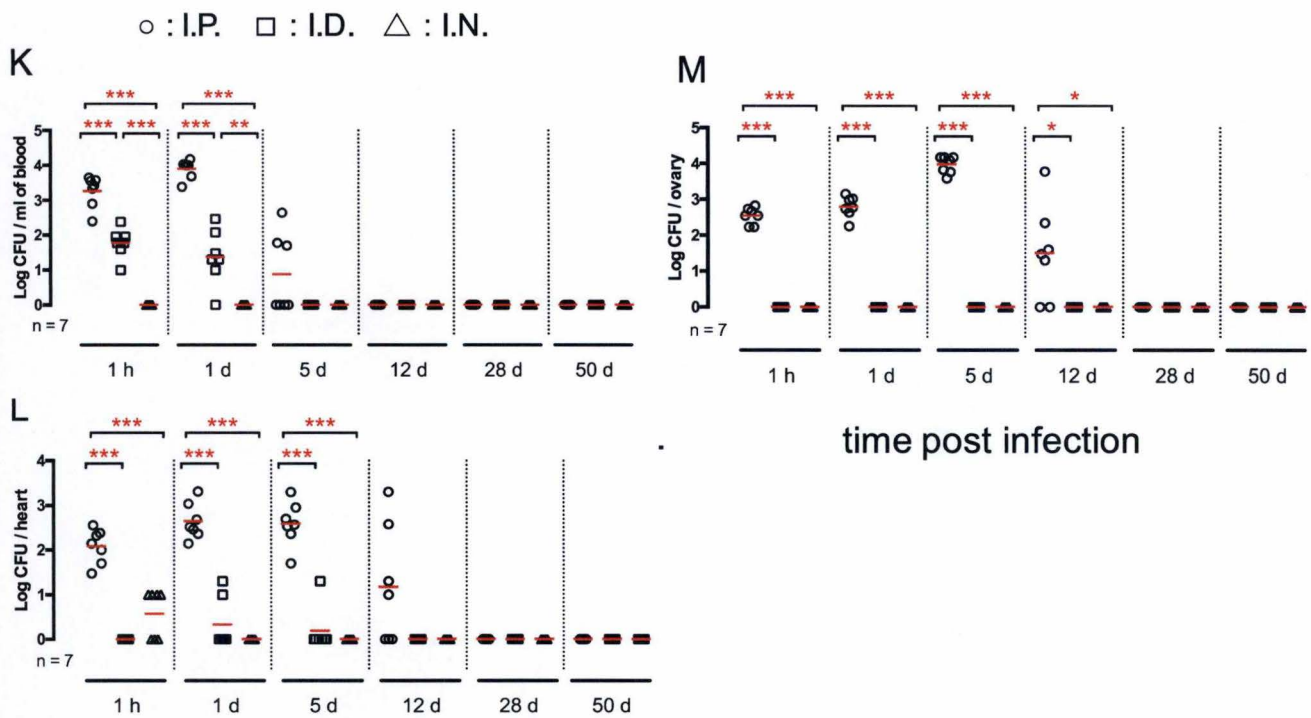 ○ : I.P. □ : I.D. △ : I.N.
K
*** ***
*** *** *** **
Log CFU / ml of blood
5
4
3
2
1
0
n = 7
1 h 1 d 5 d 12 d 28 d 50 d
M
*** *** *** *
*** *** *** *
Log CFU / ovary
5
4
3
2
1
0
n = 7
1 h 1 d 5 d 12 d 28 d 50 d
time post infection
L
*** *** ***
*** *** ***
Log CFU / heart
4
3
2
1
0
n = 7
1 h 1 d 5 d 12 d 28 d 50 d